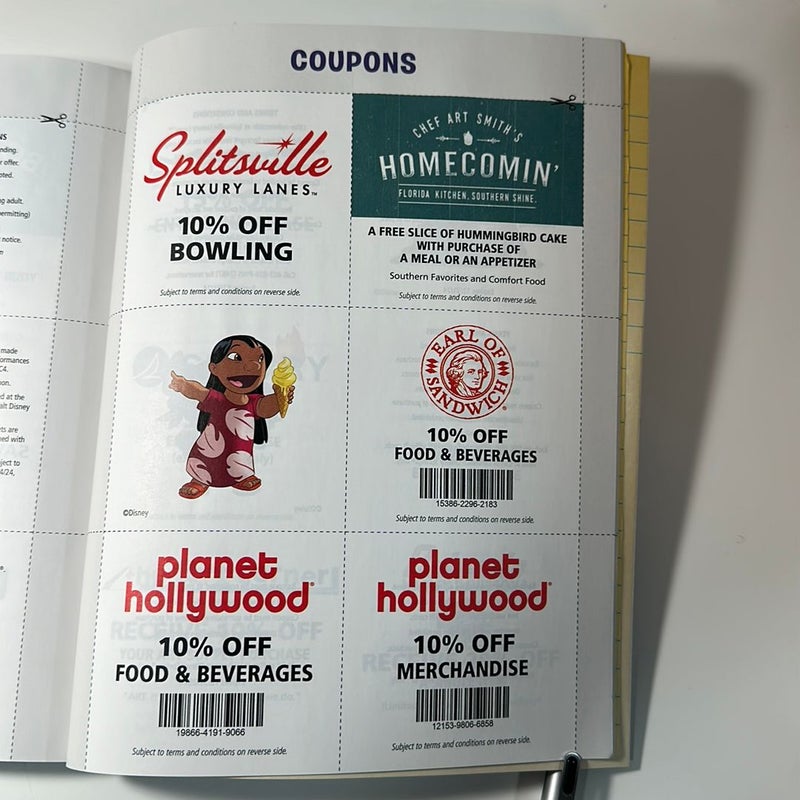 COUPONS
Splitsville
LUXURY LANES™
10% OFF
BOWLING
Subject to terms and conditions on reverse side.
CHEF ART SMITH'S
HOMECOMIN'
FLORIDA KITCHEN. SOUTHERN SHINE.
A FREE SLICE OF HUMMINGBIRD CAKE
WITH PURCHASE OF
A MEAL OR AN APPETIZER
Southern Favorites and Comfort Food
Subject to terms and conditions on reverse side.
©Disney
EARL OF
SANDWICH®
10% OFF
FOOD & BEVERAGES
15386-2296-2183
Subject to terms and conditions on reverse side.
planet
hollywood®
10% OFF
FOOD & BEVERAGES
19866-4191-9066
Subject to terms and conditions on reverse side.
planet
hollywood®
10% OFF
MERCHANDISE
12153-9806-6858
Subject to terms and conditions on reverse side.